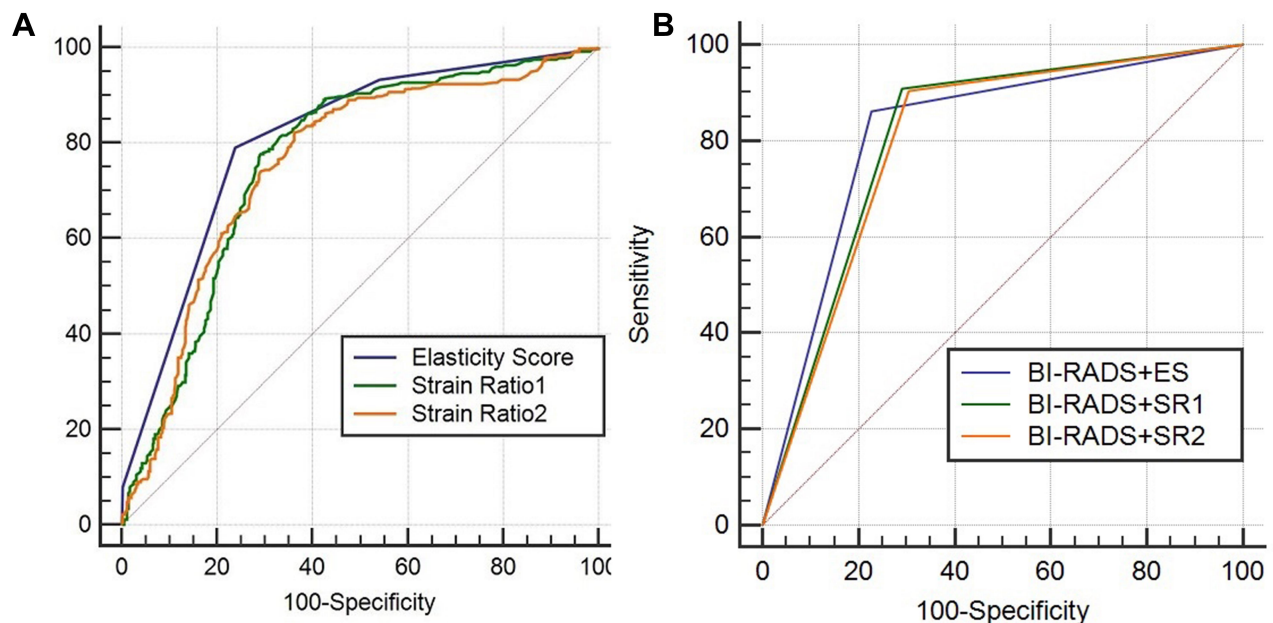 A
100
80
60
40
20
0
Elasticity Score
Strain Ratio1
Strain Ratio2
0 20 40 60 80 100
100-Specificity
B
Sensitivity
100
80
60
40
20
0
BI-RADS+ES
BI-RADS+SR1
BI-RADS+SR2
0 20 40 60 80 100
100-Specificity